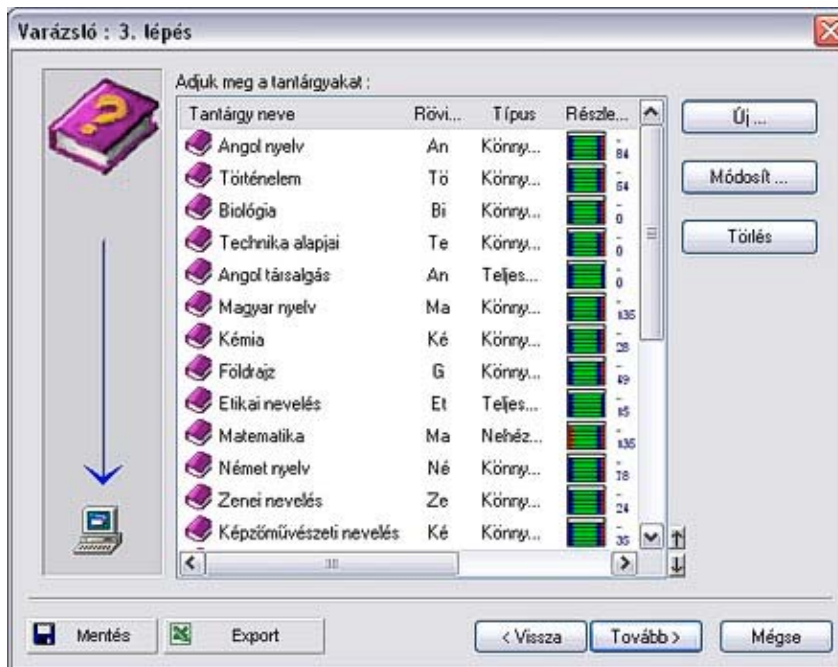 Varázsló : 3. lépés
Adjuk meg a tantárgyakat :
Tantárgy neve Rövi... Típus Részle...
Angol nyelv An Könny... - 84
Történelem Tö Könny... - 64
Biológia Bi Könny... - 0
Technika alapjai Te Könny... - 0
Angol társalgás An Teljes... - 0
Magyar nyelv Ma Könny... - 135
Kémia Ké Könny... - 28
Földrajz G Könny... - 49
Etikai nevelés Et Teljes... - 15
Matematika Ma Nehéz... - 135
Német nyelv Né Könny... - 78
Zenei nevelés Ze Könny... - 24
Képzőművészeti nevelés Ké Könny... - 35
Új ...
Módosít ...
Törlés
Mentés
Export
< Vissza
Tovább >
Mégse